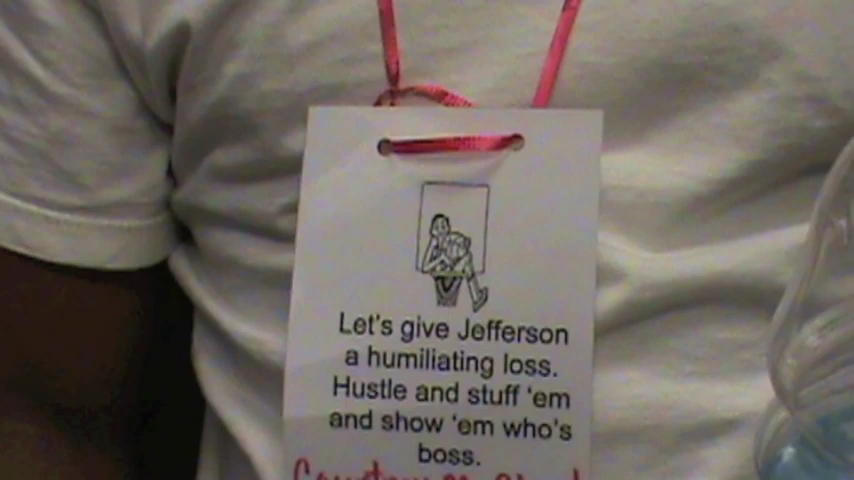 Let's give Jefferson
a humiliating loss.
Hustle and stuff 'em
and show 'em who's
boss.